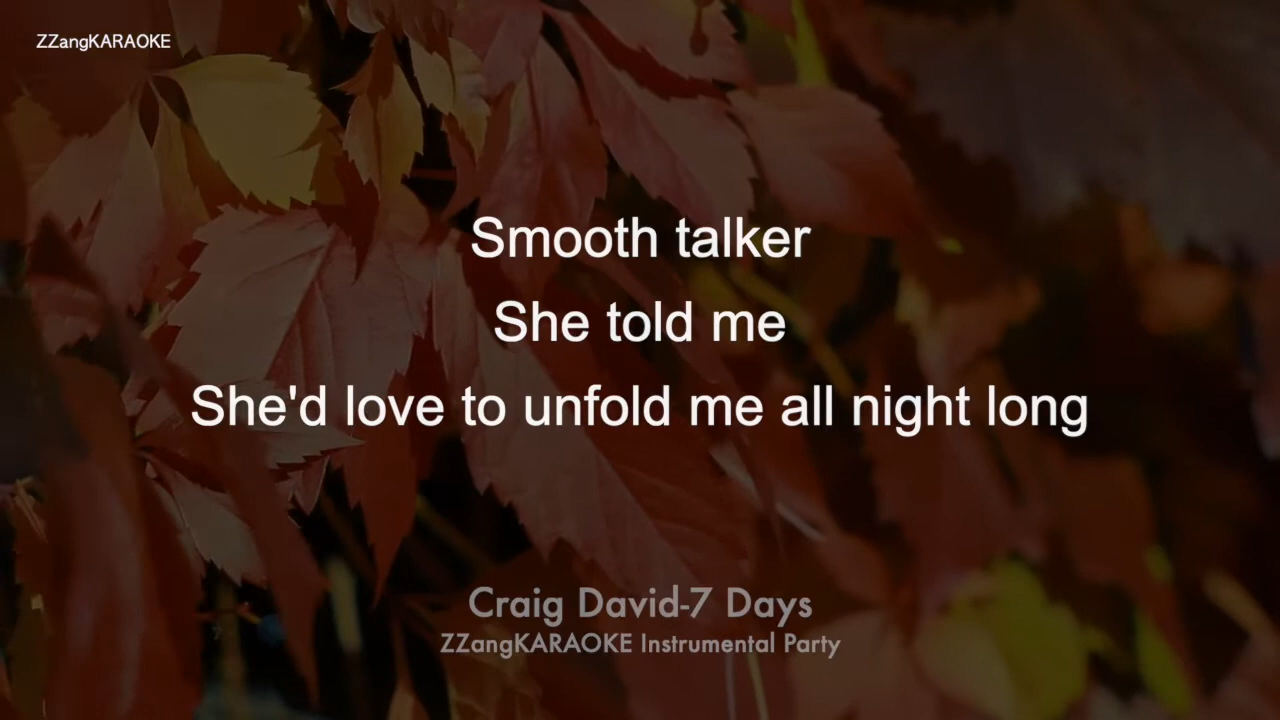 ZZangKARAOKE
Smooth talker
She told me
She'd love to unfold me all night long
Craig David-7 Days
ZZangKARAOKE Instrumental Party